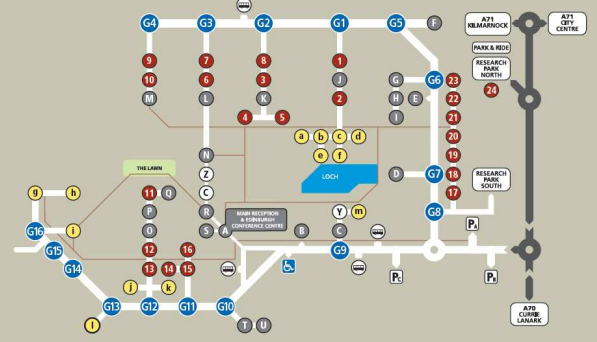 G4
G3
G2
G1
G5
F
A71
KILMARNOCK
A71
CITY
CENTRE
PARK & RIDE
RESEARCH
PARK
NORTH
24
9
7
8
1
10
6
3
J
M
L
K
2
4
5
G
G6
23
H
E
22
I
21
20
19
18
17
a
b
c
d
e
f
N
Z
C
R
S
A
LOCH
D
G7
RESEARCH
PARK
SOUTH
G8
THE LAWN
g
h
i
G16
G15
G14
11
Q
P
O
12
16
13
14
15
j
k
MAIN RECEPTION
& EDINBURGH
CONFERENCE CENTRE
Y
m
B
C
G9
PA
PB
PC
l
G13
G12
G11
G10
T
U
A70
CURRIE
LANARK